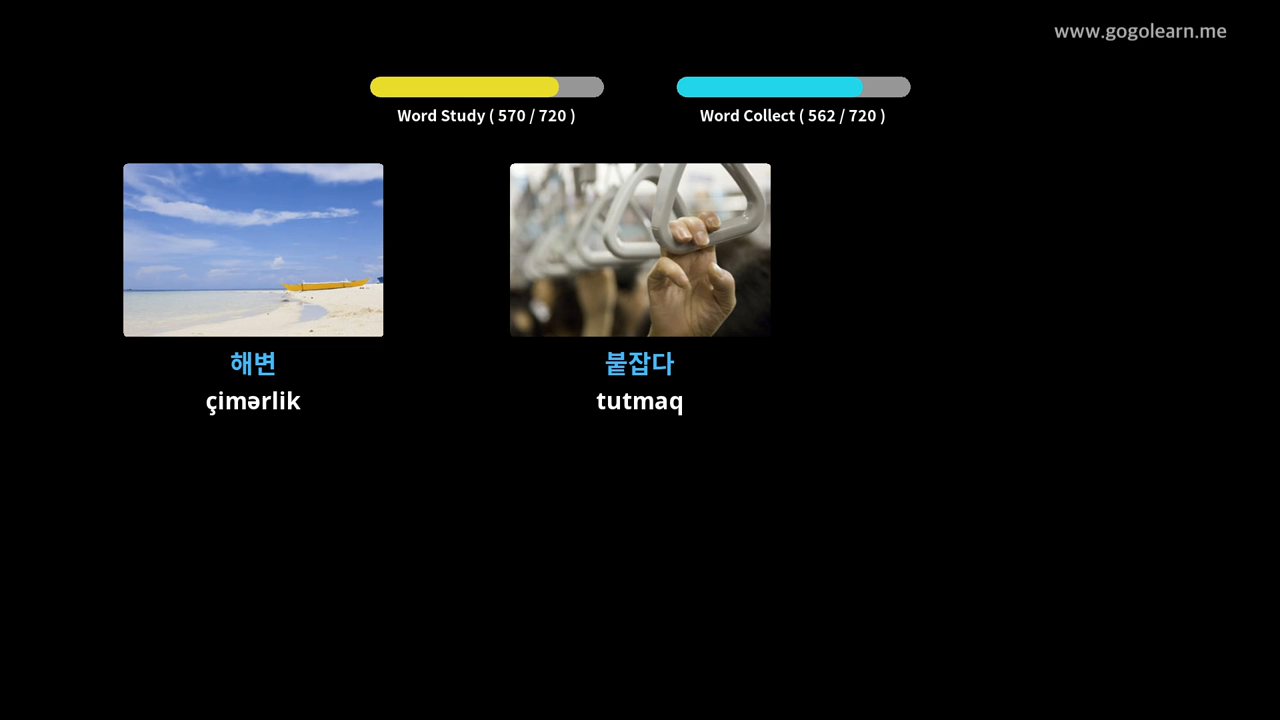 www.gogolearn.me
Word Study ( 570 / 720 )
Word Collect ( 562 / 720 )
해변
붙잡다
çimərlik
tutmaq